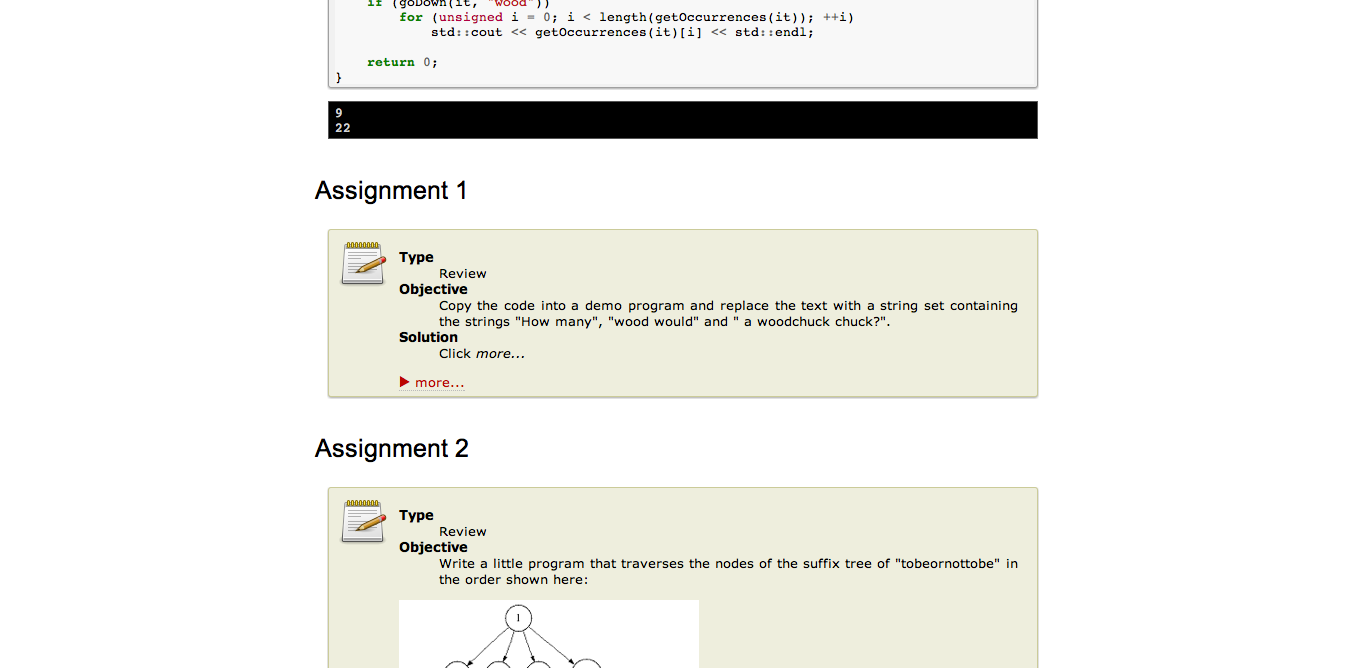 if (goDown(it, "wood"))
for (unsigned i = 0; i < length(getOccurrences(it)); ++i)
std::cout << getOccurrences(it)[i] << std::endl;
return 0;
}
9
22
Assignment 1
Type
Review
Objective
Copy the code into a demo program and replace the text with a string set containing
the strings "How many", "wood would" and " a woodchuck chuck?".
Solution
Click more...
more...
Assignment 2
Type
Review
Objective
Write a little program that traverses the nodes of the suffix tree of "tobeornottobe" in
the order shown here:
1